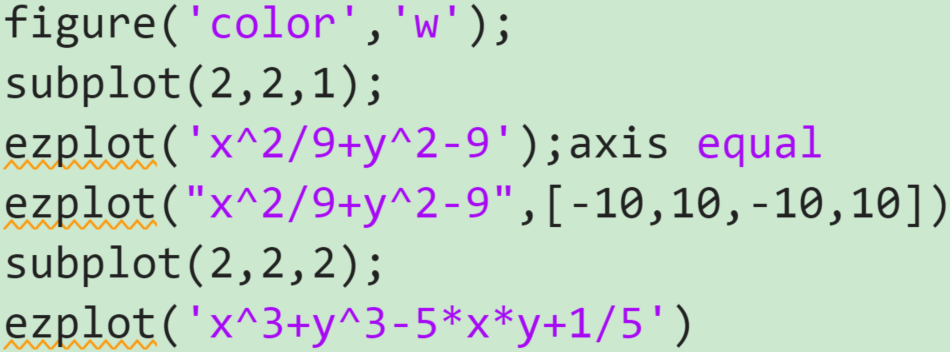 figure('color','w');
subplot(2,2,1);
ezplot('x^2/9+y^2-9');axis equal
ezplot("x^2/9+y^2-9",[-10,10,-10,10])
subplot(2,2,2);
ezplot('x^3+y^3-5*x*y+1/5')